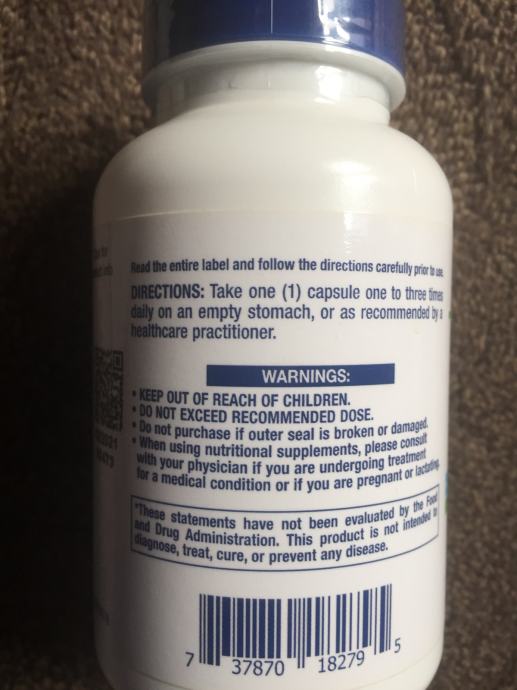 Read the entire label and follow the directions carefully prior to use.
DIRECTIONS: Take one (1) capsule one to three times
daily on an empty stomach, or as recommended by a
healthcare practitioner.
WARNINGS:
• KEEP OUT OF REACH OF CHILDREN.
• DO NOT EXCEED RECOMMENDED DOSE.
• Do not purchase if outer seal is broken or damaged.
• When using nutritional supplements, please consult
with your physician if you are undergoing treatment
for a medical condition or if you are pregnant or lactating.
*These statements have not been evaluated by the Food
and Drug Administration. This product is not intended to
diagnose, treat, cure, or prevent any disease.
7 37870 18279 5